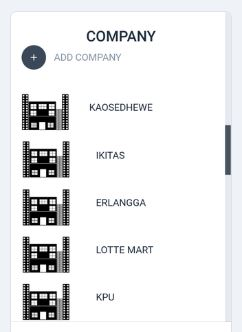 COMPANY
+ ADD COMPANY
KAOSEDHEWE
IKITAS
ERLANGGA
LOTTE MART
KPU